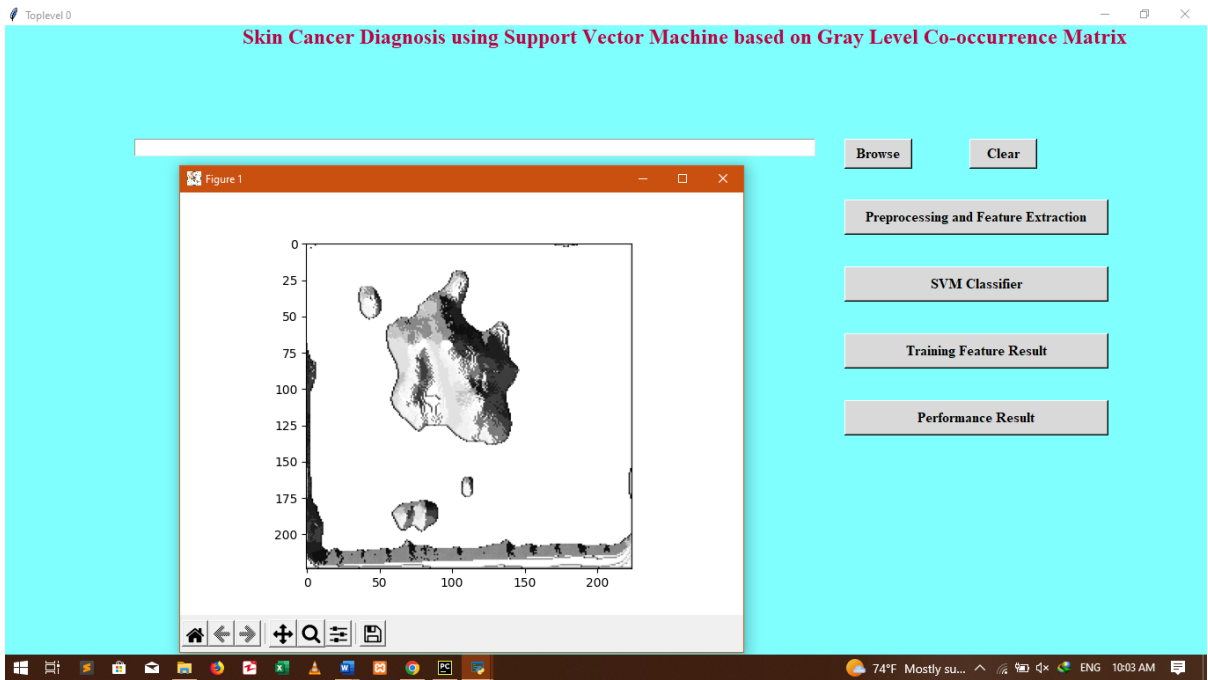 Toplevel 0
Skin Cancer Diagnosis using Support Vector Machine based on Gray Level Co-occurrence Matrix
Browse
Clear
Figure 1
Preprocessing and Feature Extraction
SVM Classifier
Training Feature Result
Performance Result
0
25
50
75
100
125
150
175
200
0 50 100 150 200
74°F Mostly su... ENG 10:03 AM